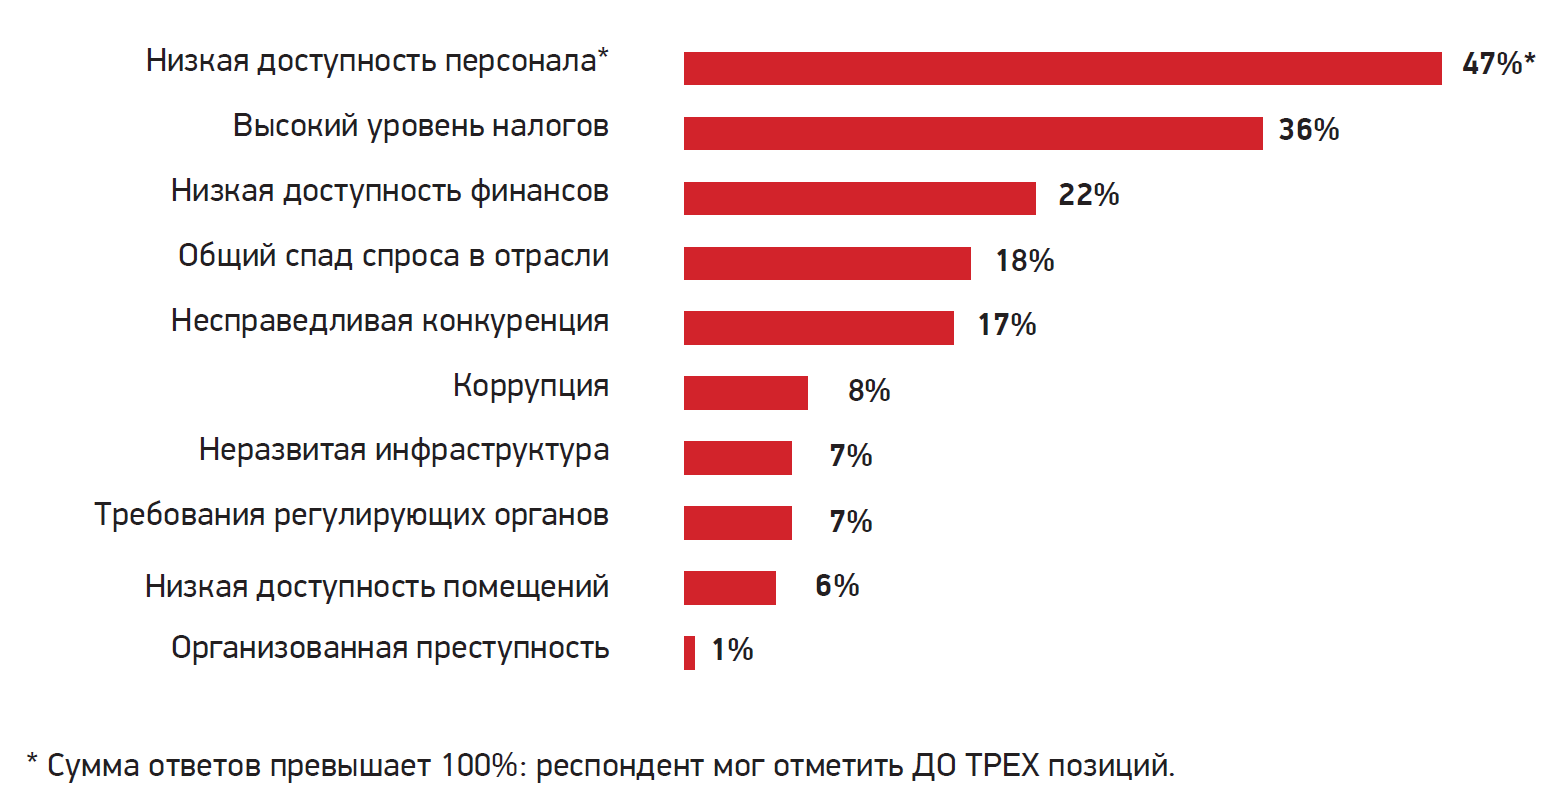 Низкая доступность персонала* 47%*
Высокий уровень налогов 36%
Низкая доступность финансов 22%
Общий спад спроса в отрасли 18%
Несправедливая конкуренция 17%
Коррупция 8%
Неразвитая инфраструктура 7%
Требования регулирующих органов 7%
Низкая доступность помещений 6%
Организованная преступность 1%
* Сумма ответов превышает 100%: респондент мог отметить ДО ТРЕХ позиций.